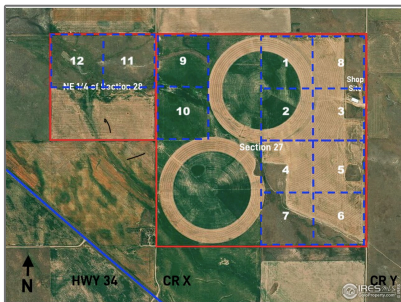 12 11 9 1 8
NE 1/4 of Section 28
Shop
Site
10 2 3
Section 27
4 5
7 6
N
HWY 34 CR X CR Y
IRES